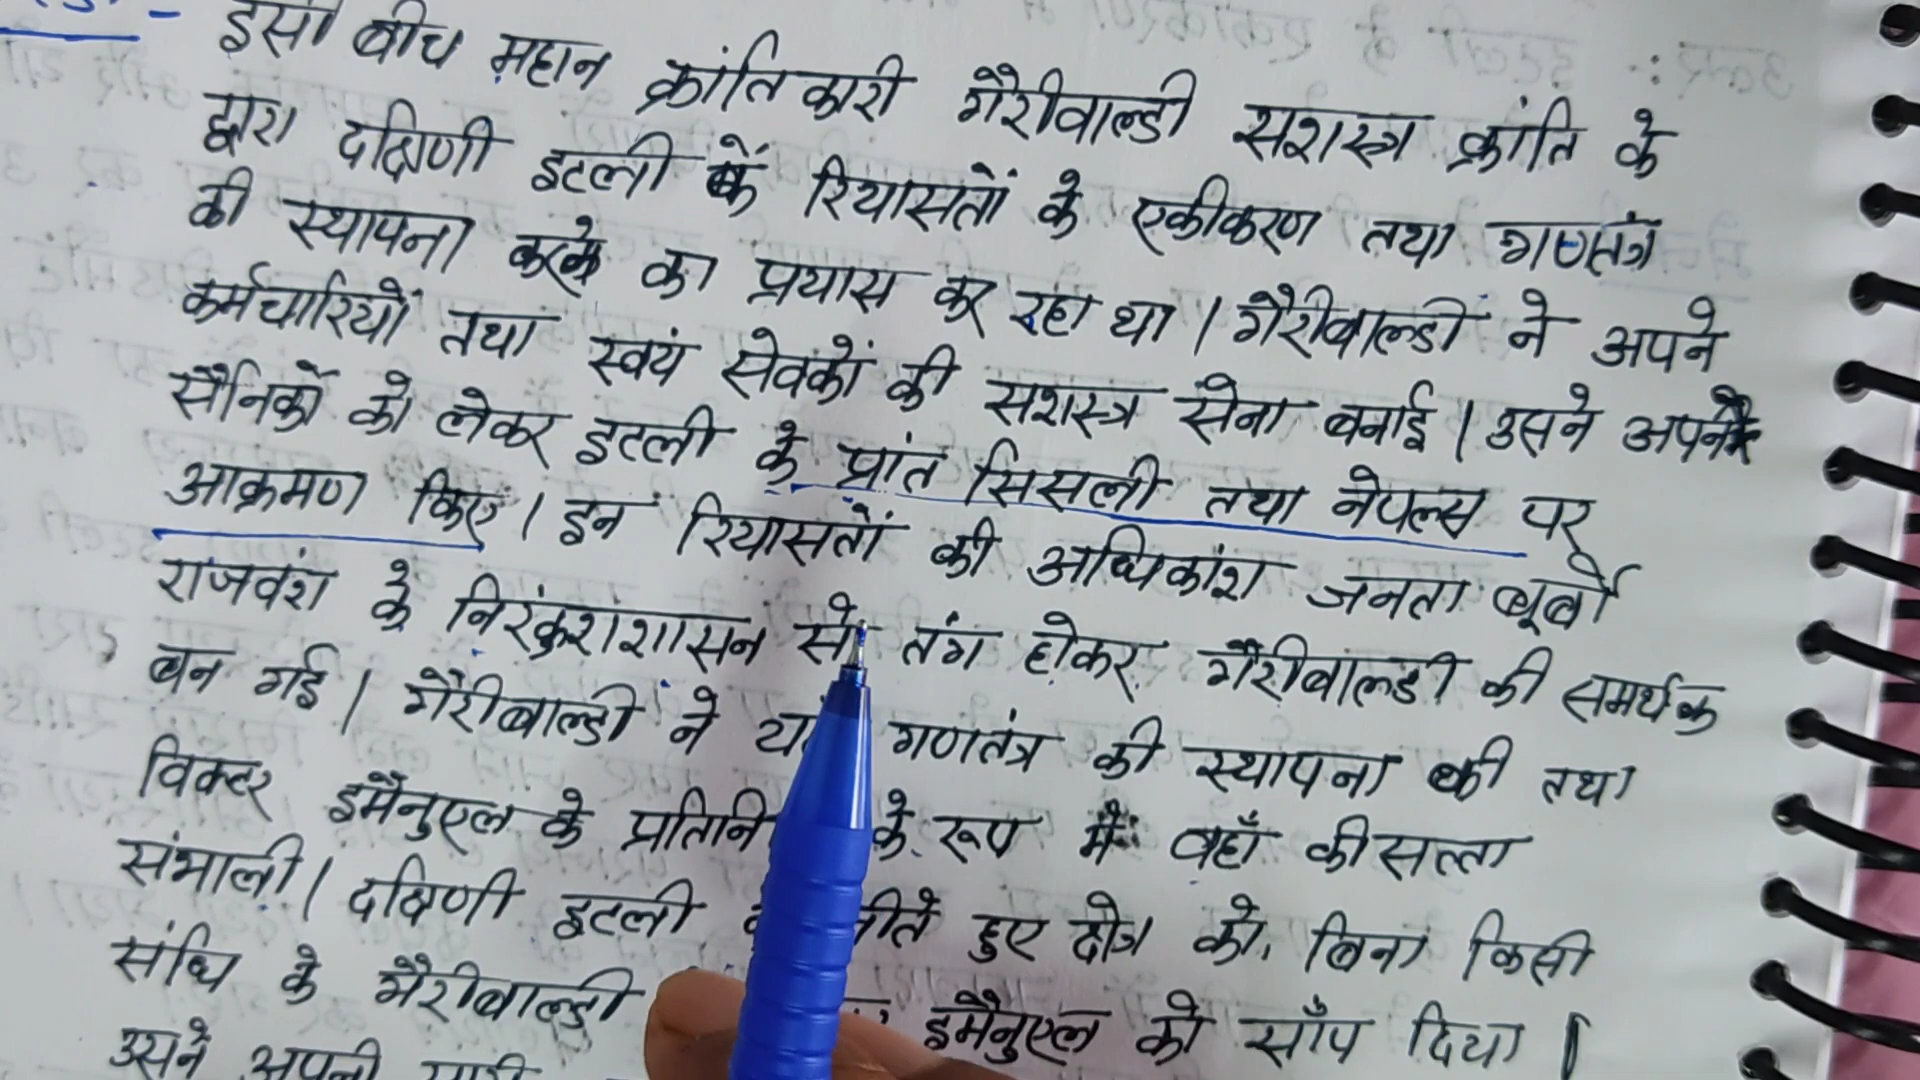 इसी बीच महान क्रांतिकारी गैरीवाल्डी सशस्त्र क्रांति के
द्वारा दक्षिणी इटली के रियासतों के एकीकरण तथा गणतंत्र
की स्थापना करके का प्रयास कर रहा था। गैरीबाल्डी ने अपने
कर्मचारियों तथा स्वयं सेवकों की सशस्त्र सेना बनाई। उसने अपने
सैनिकों को लेकर इटली के प्रांत सिसली तथा नेपल्स पर
आक्रमण किए। इन रियासतों की अधिकांश जनता बूर्बो
राजवंश के निरंकुश शासन से तंग होकर गैरीबाल्डी की समर्थक
बन गई। गैरीबाल्डी ने गणतंत्र की स्थापना की तथा
विक्टर इमैनुएल के के रूप में वहाँ की सत्ता
संभाली। दक्षिणी इटली हुए क्षेत्र को, बिना किसी
संधि के गैरीबाल्डी इमैनुएल को सौंप दिया।
उसने अपनी